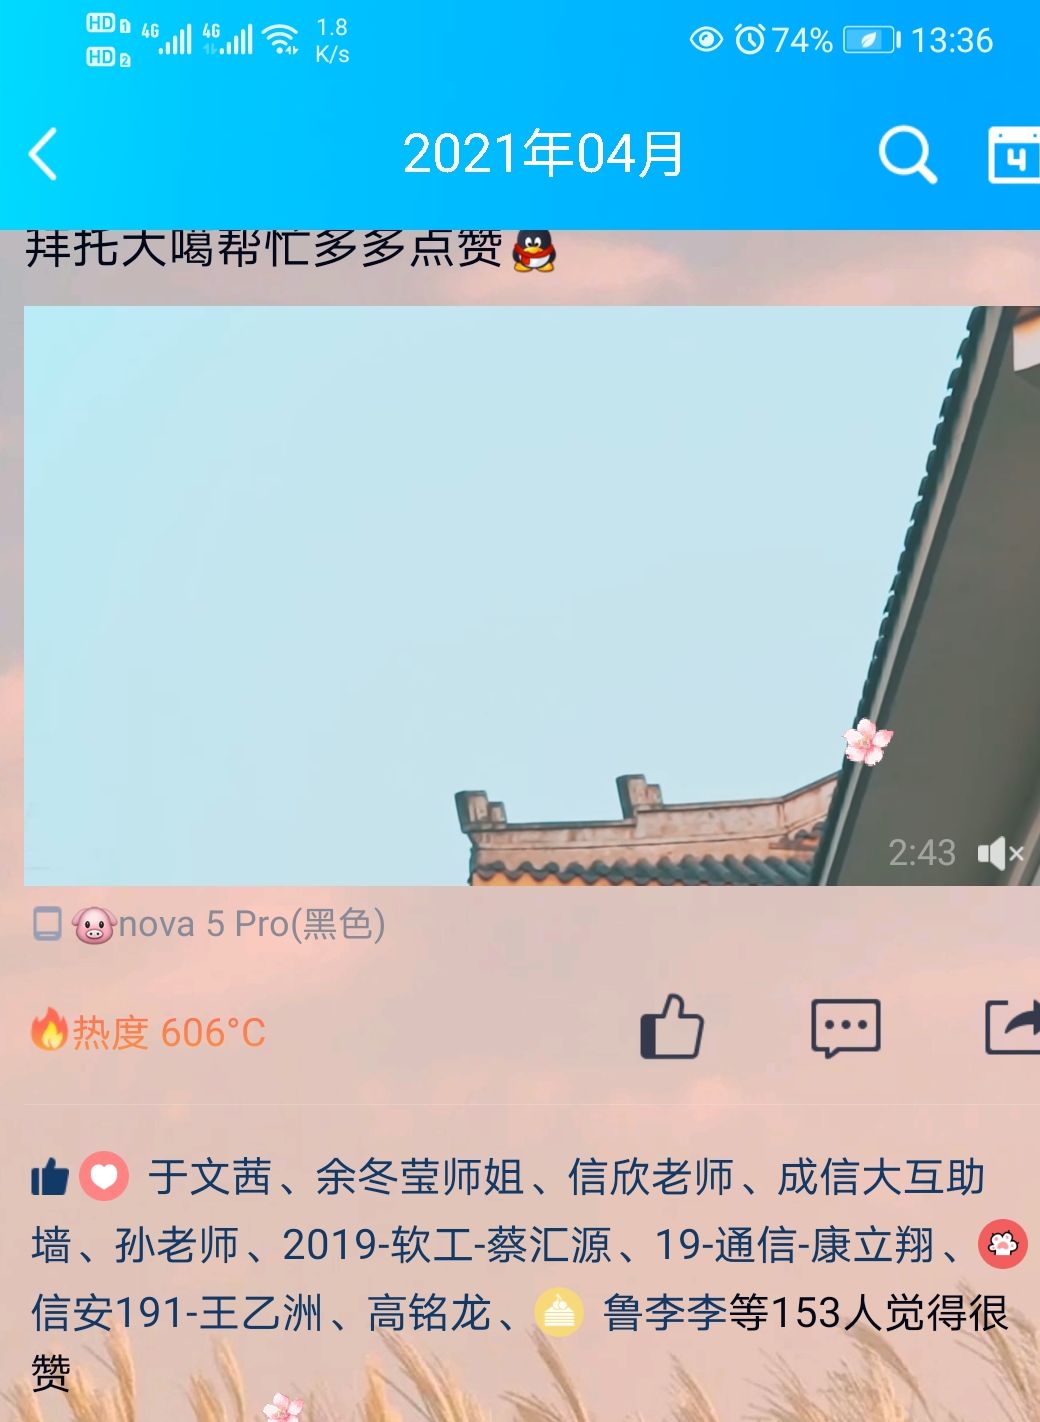 HD 1 4G 4G 1.8 74% 13:36
HD 2 K/s
2021年04月
4
拜托大噶帮忙多多点赞
2:43
nova 5 Pro(黑色)
热度 606°C
于文茜、余冬莹师姐、信欣老师、成信大互助
墙、孙老师、2019-软工-蔡汇源、19-通信-康立翔、
信安191-王乙洲、高铭龙、 鲁李李等153人觉得很
赞